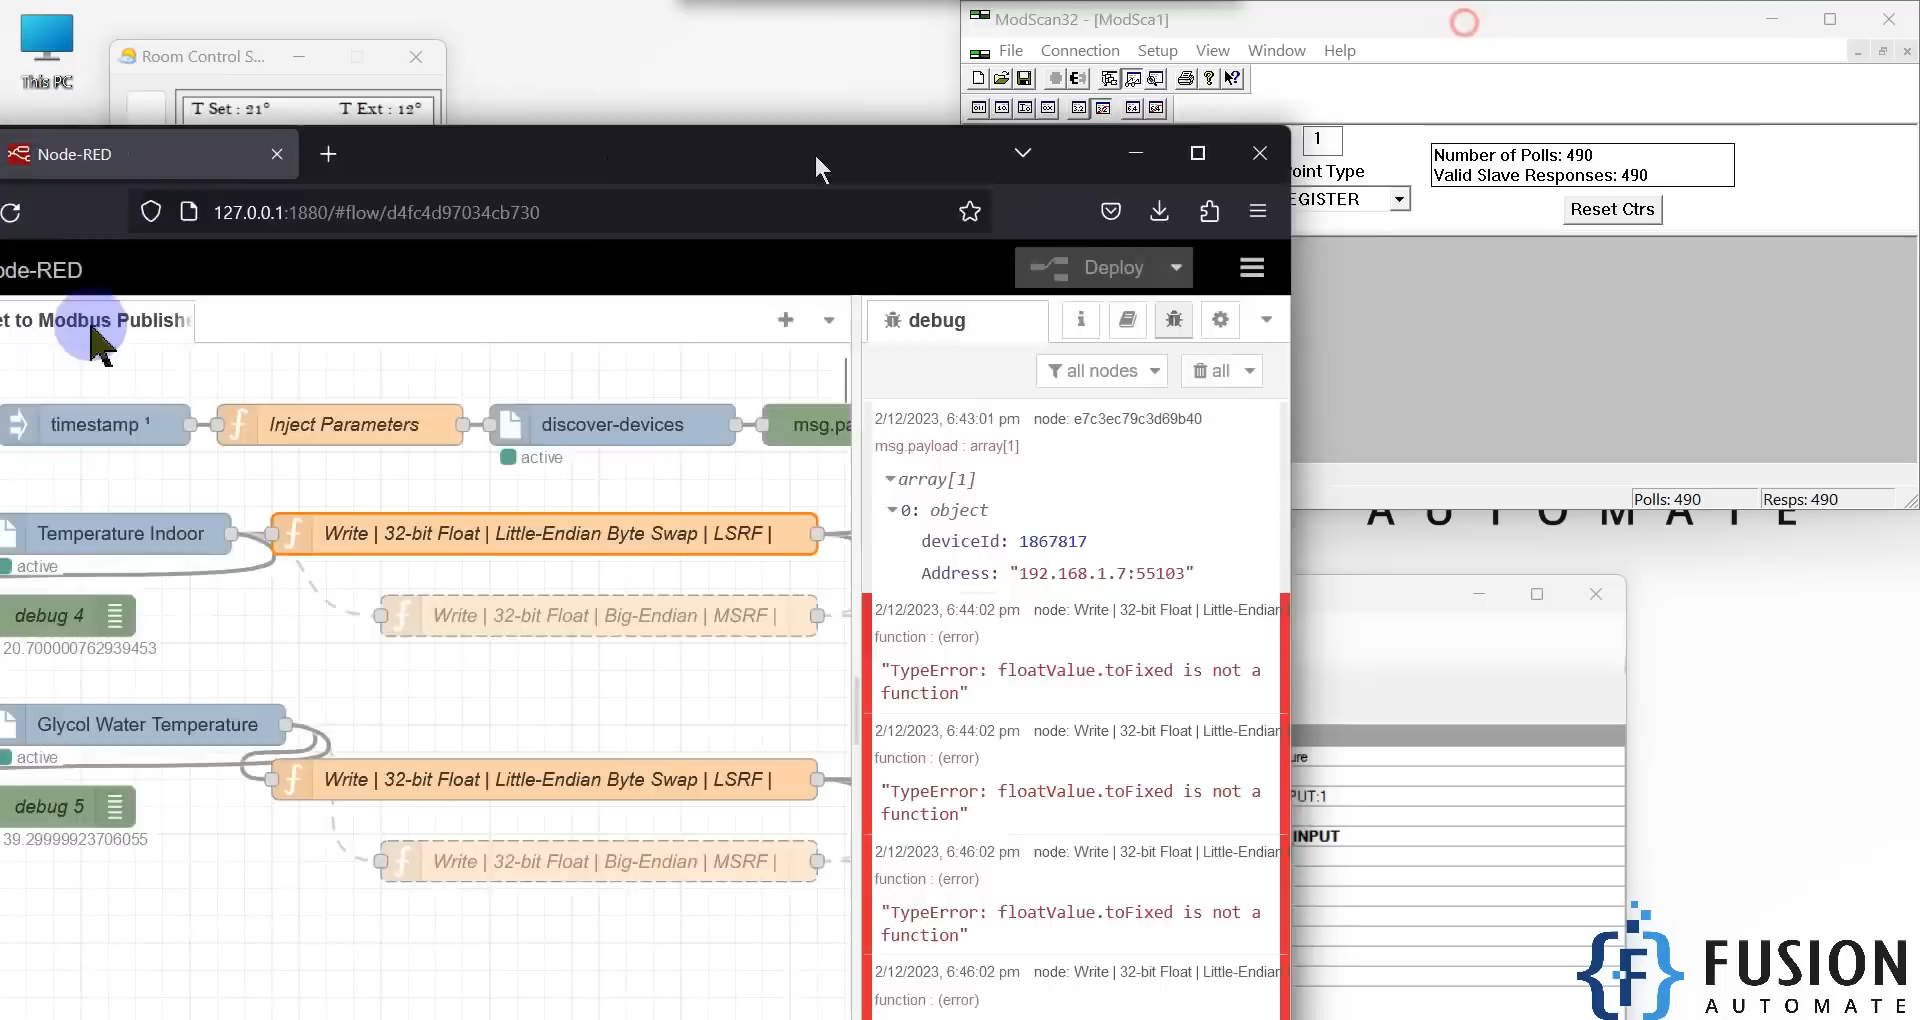 This PC
Room Control S...
T Set : 21°
T Ext : 12°
ModScan32 - [ModSca1]
File Connection Setup View Window Help
1
oint Type
EGISTER
Number of Polls: 490
Valid Slave Responses: 490
Reset Ctrs
Polls: 490
Resps: 490
Node-RED
127.0.0.1:1880/#flow/d4fc4d97034cb730
ode-RED
Deploy
et to Modbus Publish
debug
i
all nodes
all
timestamp ¹
Inject Parameters
discover-devices
msg.pa
active
Temperature Indoor
active
Write | 32-bit Float | Little-Endian Byte Swap | LSRF |
debug 4
20.700000762939453
Write | 32-bit Float | Big-Endian | MSRF |
Glycol Water Temperature
active
Write | 32-bit Float | Little-Endian Byte Swap | LSRF |
debug 5
39.29999923706055
Write | 32-bit Float | Big-Endian | MSRF |
2/12/2023, 6:43:01 pm node: e7c3ec79c3d69b40
msg.payload : array[1]
array[1]
0: object
deviceId: 1867817
Address: "192.168.1.7:55103"
2/12/2023, 6:44:02 pm node: Write | 32-bit Float | Little-Endian
function : (error)
"TypeError: floatValue.toFixed is not a
function"
2/12/2023, 6:44:02 pm node: Write | 32-bit Float | Little-Endian
function : (error)
"TypeError: floatValue.toFixed is not a
function"
2/12/2023, 6:46:02 pm node: Write | 32-bit Float | Little-Endian
function : (error)
"TypeError: floatValue.toFixed is not a
function"
2/12/2023, 6:46:02 pm node: Write | 32-bit Float | Little-Endian
function : (error)
AUTOMATE
ure
PUT:1
INPUT
FUSION
AUTOMATE